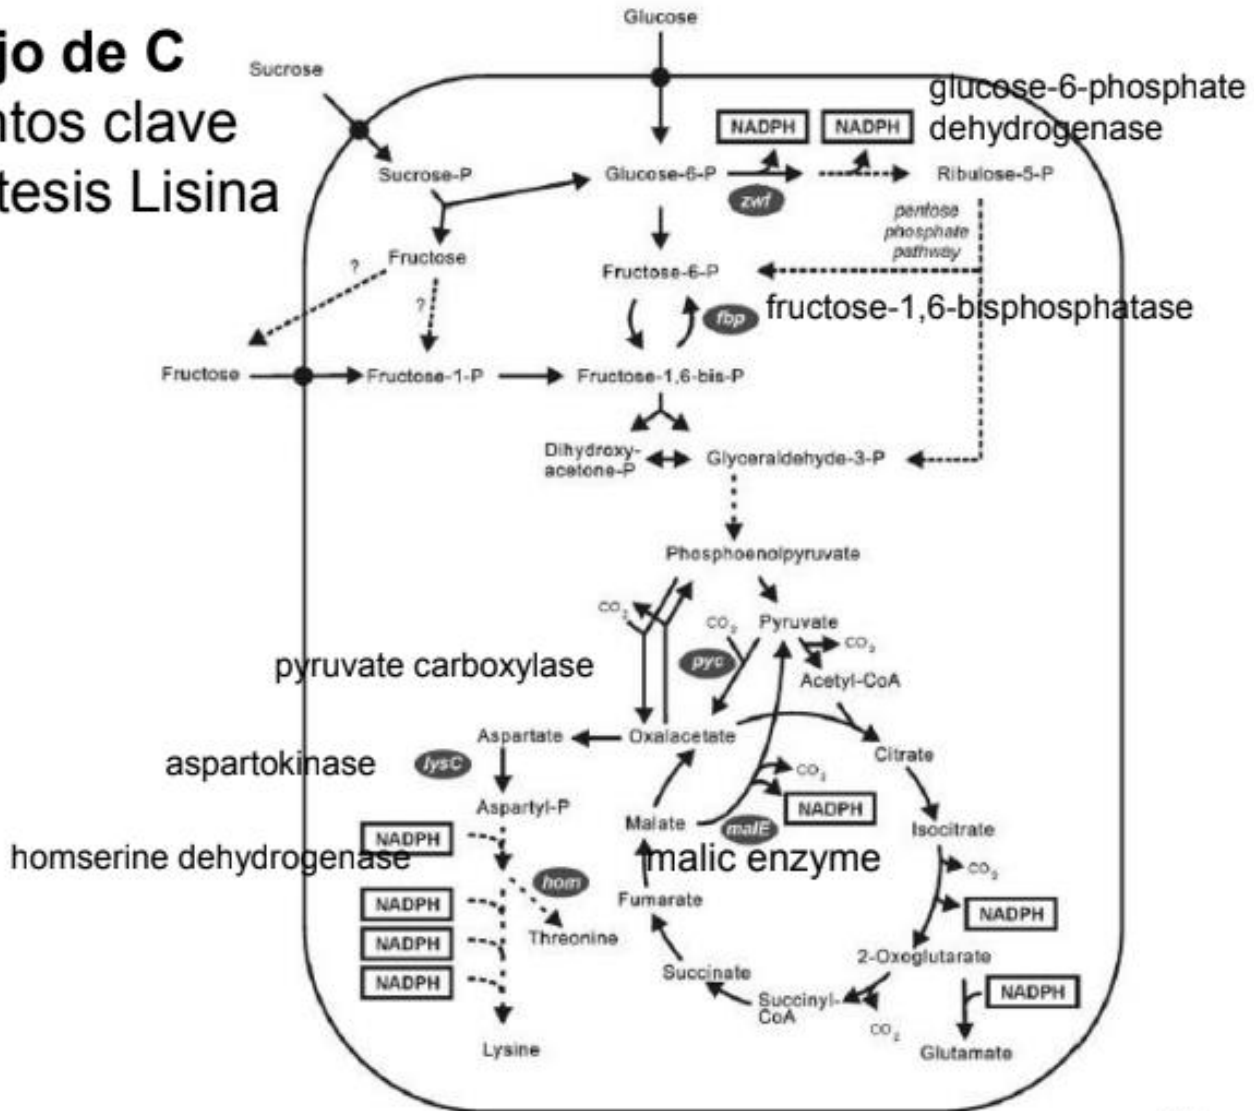 jo de C
ntos clave
tesis Lisina
Glucose
Sucrose
glucose-6-phosphate
dehydrogenase
NADPH
NADPH
Sucrose-P
Glucose-6-P
zwf
Ribulose-5-P
pentose
phosphate
pathway
Fructose
?
?
Fructose-6-P
fbp
fructose-1,6-bisphosphatase
Fructose
Fructose-1-P
Fructose-1,6-bis-P
Dihydroxy-
acetone-P
Glyceraldehyde-3-P
Phosphoenolpyruvate
CO2
CO2
Pyruvate
CO2
pyruvate carboxylase
pyc
Acetyl-CoA
Aspartate
Oxalacetate
Citrate
aspartokinase
lysC
CO2
NADPH
Aspartyl-P
Malate
malE
Isocitrate
NADPH
homserine dehydrogenase
malic enzyme
CO2
hom
Fumarate
NADPH
NADPH
Threonine
NADPH
2-Oxoglutarate
NADPH
Succinate
NADPH
Succinyl-
CoA
CO2
Lysine
Glutamate